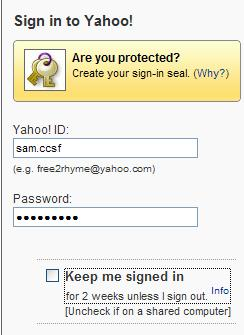 Sign in to Yahoo!
Are you protected?
Create your sign-in seal. (Why?)
Yahoo! ID:
sam.ccsf
(e.g. free2rhyme@yahoo.com)
Password:
•••••••••
Keep me signed in
for 2 weeks unless I sign out. Info
[Uncheck if on a shared computer]